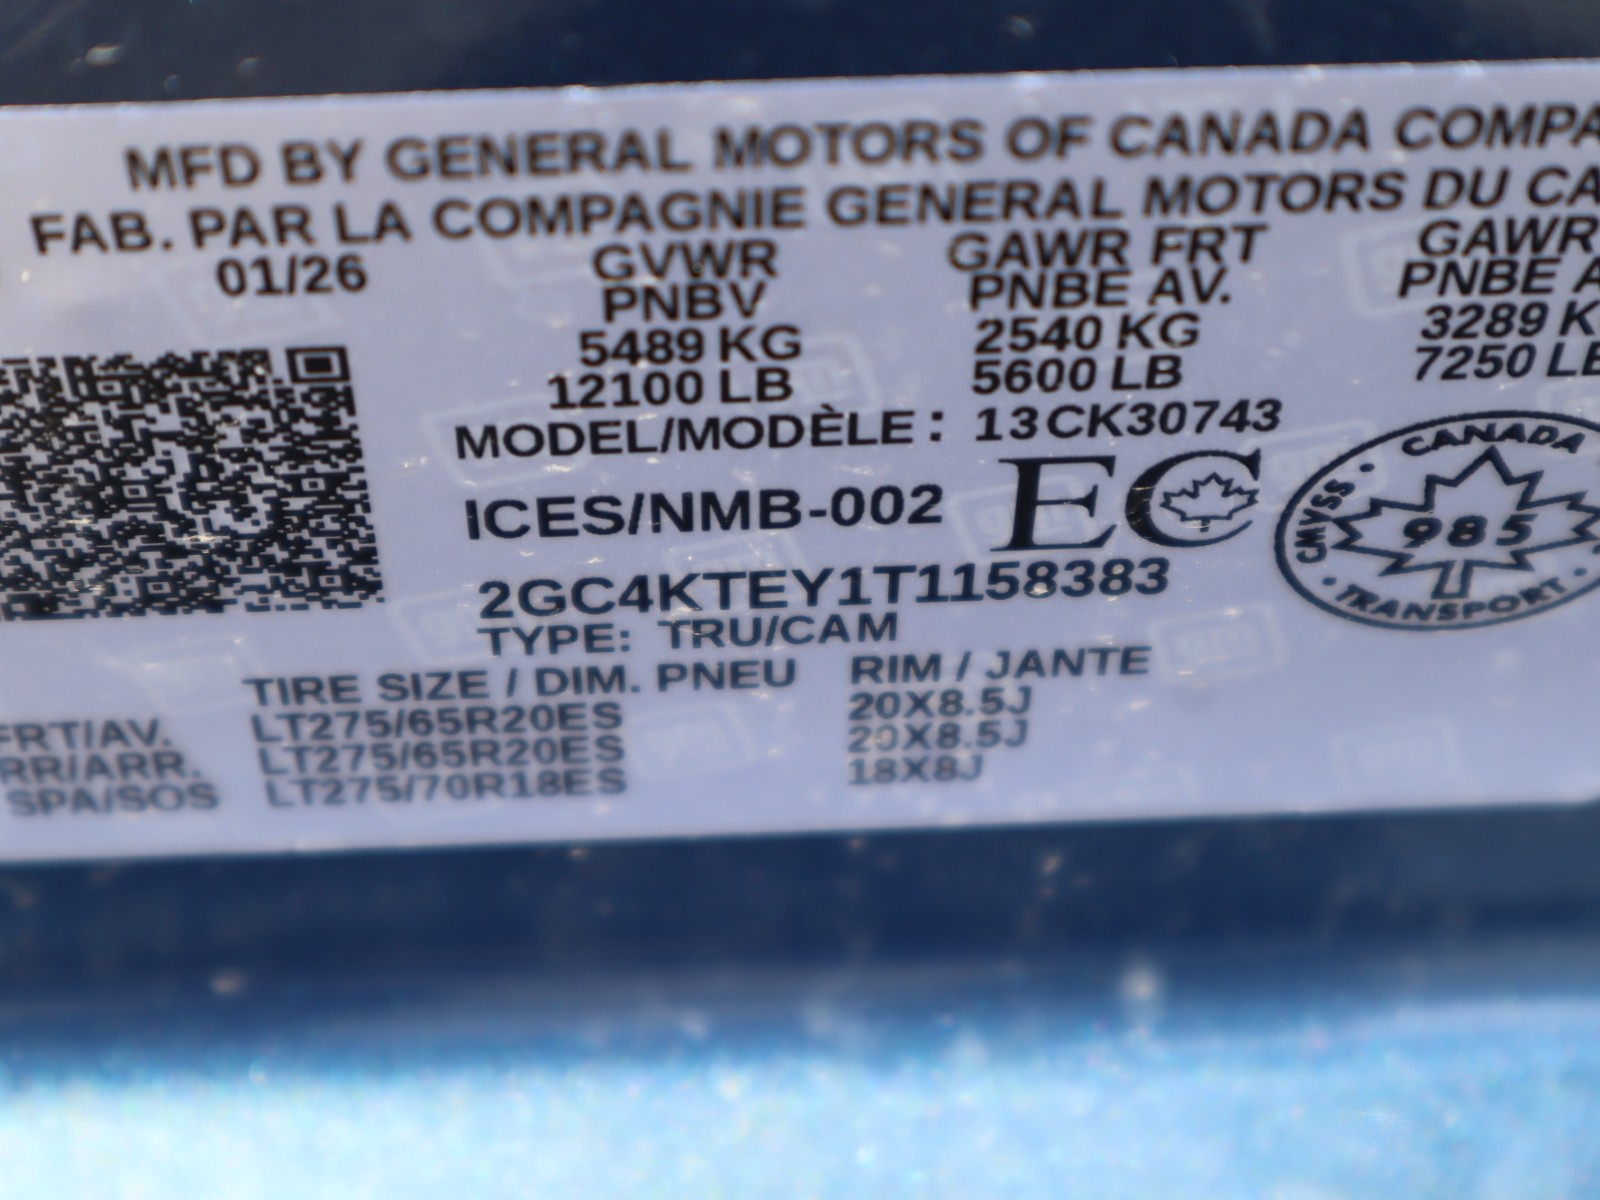 MFD BY GENERAL MOTORS OF CANADA COMPA
FAB. PAR LA COMPAGNIE GENERAL MOTORS DU CA
01/26
GVWR
PNBV
5489 KG
12100 LB
GAWR FRT
PNBE AV.
2540 KG
5600 LB
GAWR
PNBE A
3289 K
7250 LB
MODEL/MODÈLE: 13CK30743
ICES/NMB-002
EC
CANADA
CMVSS
985
TRANSPORT
2GC4KTEY1T1158383
TYPE: TRU/CAM
TIRE SIZE / DIM. PNEU RIM / JANTE
FRT/AV. LT275/65R20ES 20X8.5J
RR/ARR. LT275/65R20ES 20X8.5J
SPA/SOS LT275/70R18ES 18X8J